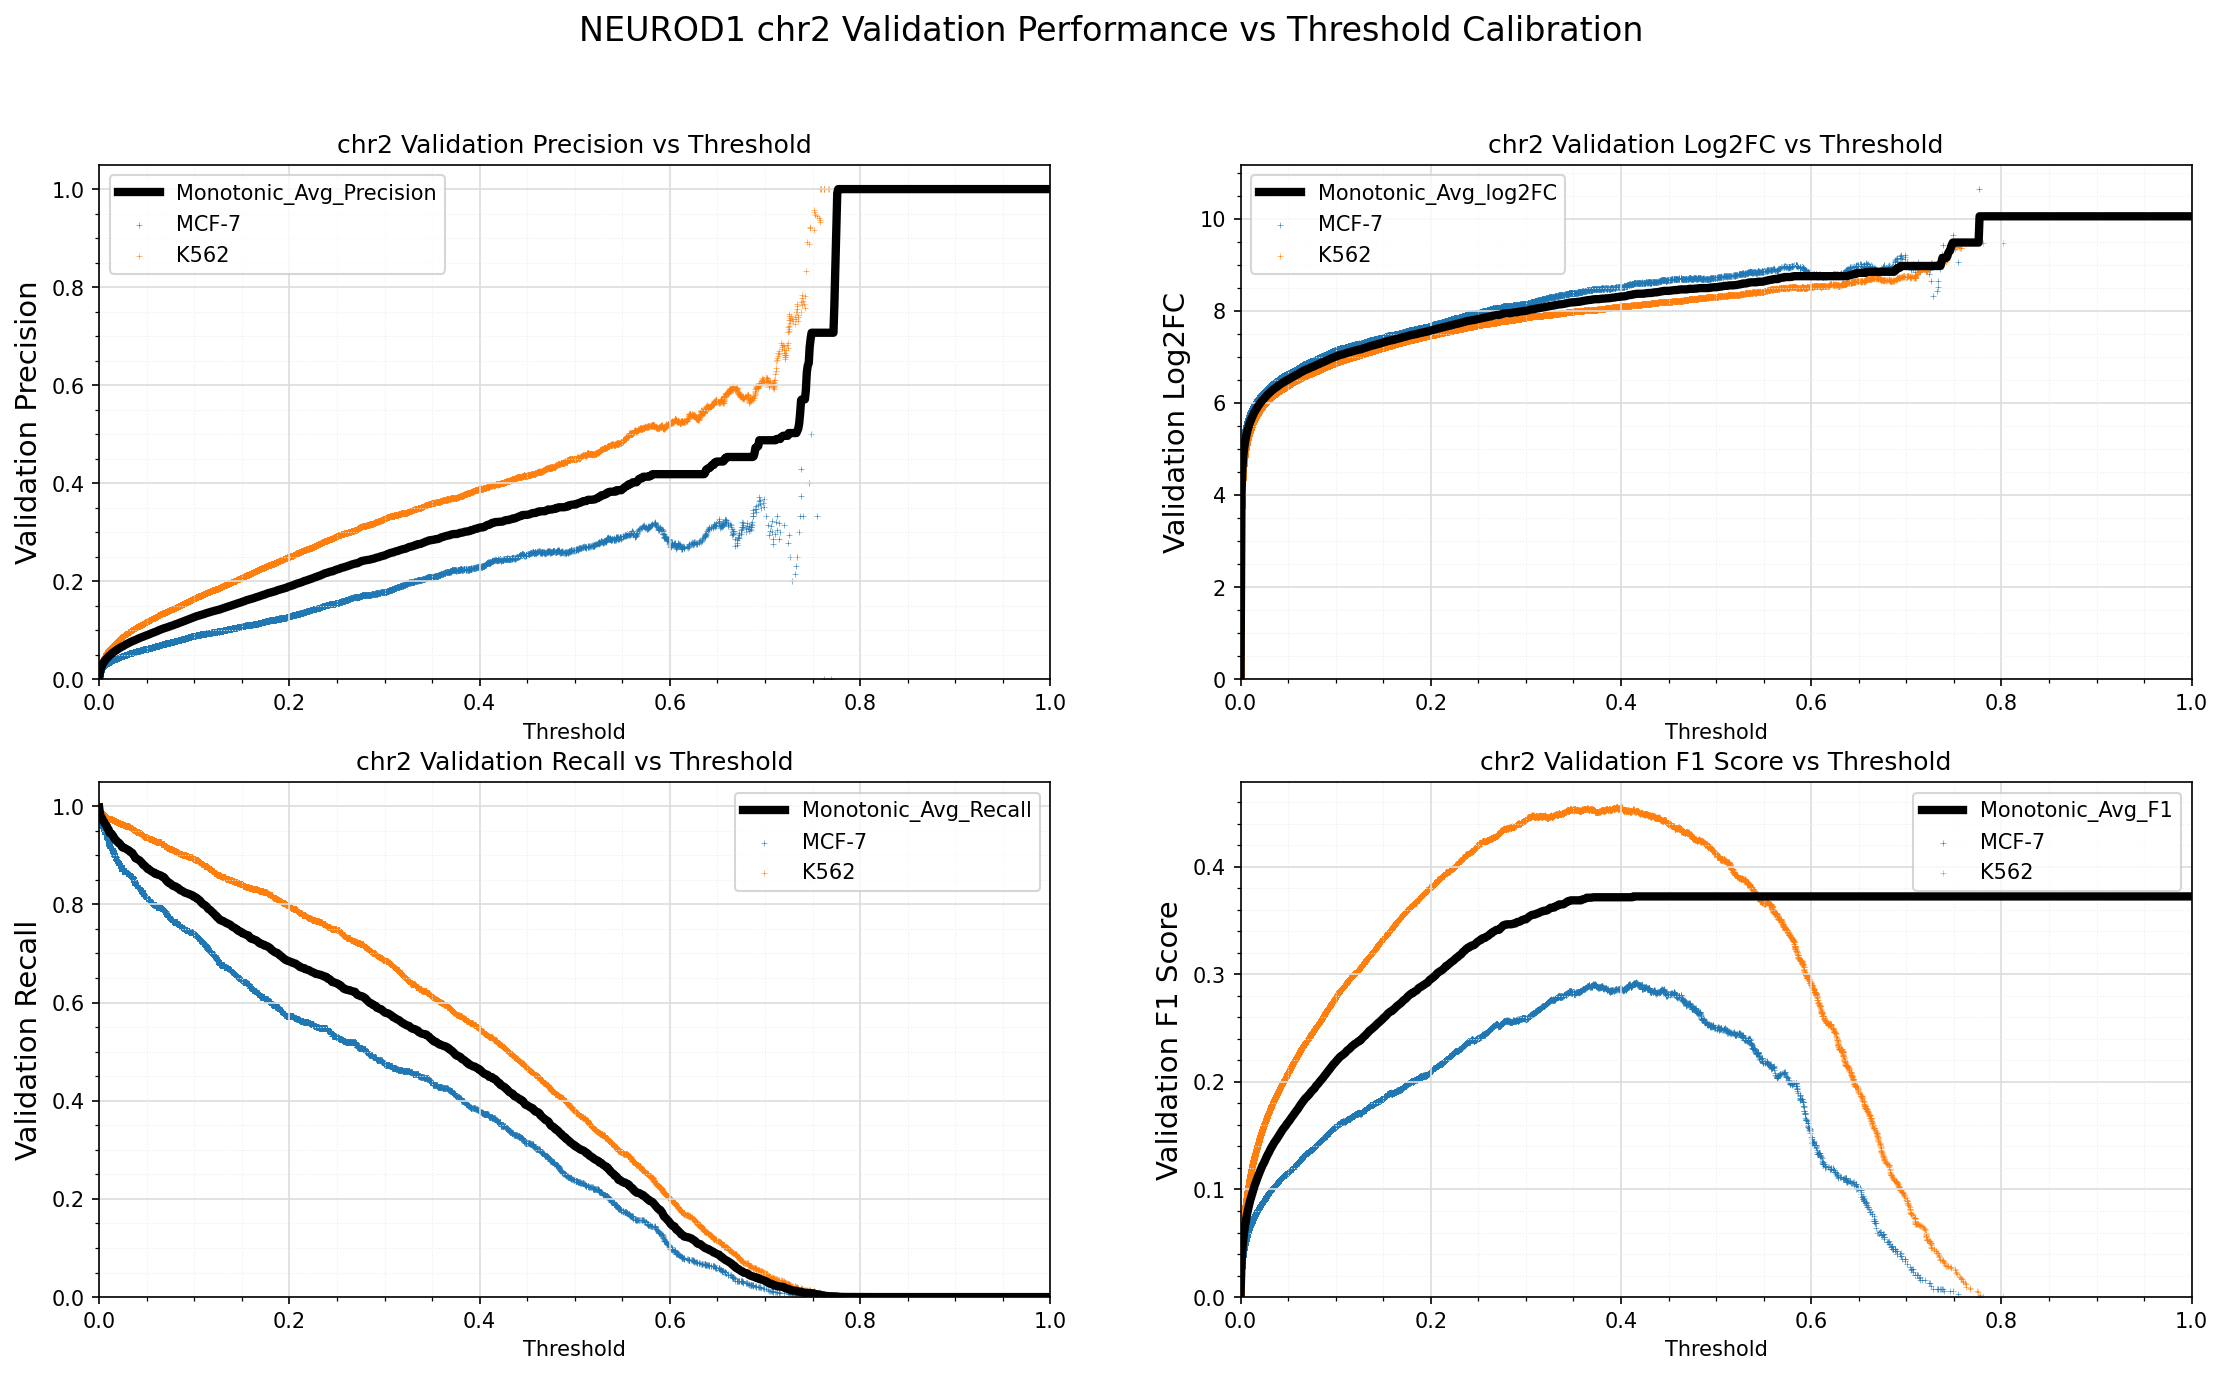 NEUROD1 chr2 Validation Performance vs Threshold Calibration
chr2 Validation Precision vs Threshold
Validation Precision
1.0
0.8
0.6
0.4
0.2
0.0
Monotonic_Avg_Precision
MCF-7
K562
0.0 0.2 0.4 0.6 0.8 1.0
Threshold
chr2 Validation Log2FC vs Threshold
Validation Log2FC
10
8
6
4
2
0
Monotonic_Avg_log2FC
MCF-7
K562
0.0 0.2 0.4 0.6 0.8 1.0
Threshold
chr2 Validation Recall vs Threshold
Validation Recall
1.0
0.8
0.6
0.4
0.2
0.0
Monotonic_Avg_Recall
MCF-7
K562
0.0 0.2 0.4 0.6 0.8 1.0
Threshold
chr2 Validation F1 Score vs Threshold
Validation F1 Score
0.4
0.3
0.2
0.1
0.0
Monotonic_Avg_F1
MCF-7
K562
0.0 0.2 0.4 0.6 0.8 1.0
Threshold